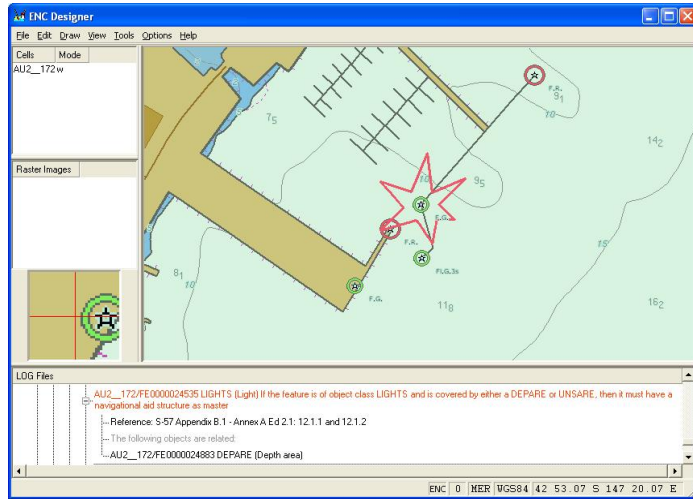 ENC Designer
File Edit Draw View Tools Options Help
Cells Mode
AU2__172 w
Raster Images
7₅
F.R.
9₁
10
14₂
10
9₅
F.G.
F.R.
Fl.G.3s
15
8₁
10
F.G.
11₈
16₂
LOG Files
AU2__172/FE0000024535 LIGHTS (Light) If the feature is of object class LIGHTS and is covered by either a DEPARE or UNSARE, then it must have a
navigational aid structure as master
Reference: S-57 Appendix B.1 - Annex A Ed 2.1: 12.1.1 and 12.1.2
The following objects are related:
AU2__172/FE0000024883 DEPARE (Depth area)
ENC 0 MER WGS84 42 53.07 S 147 20.07 E